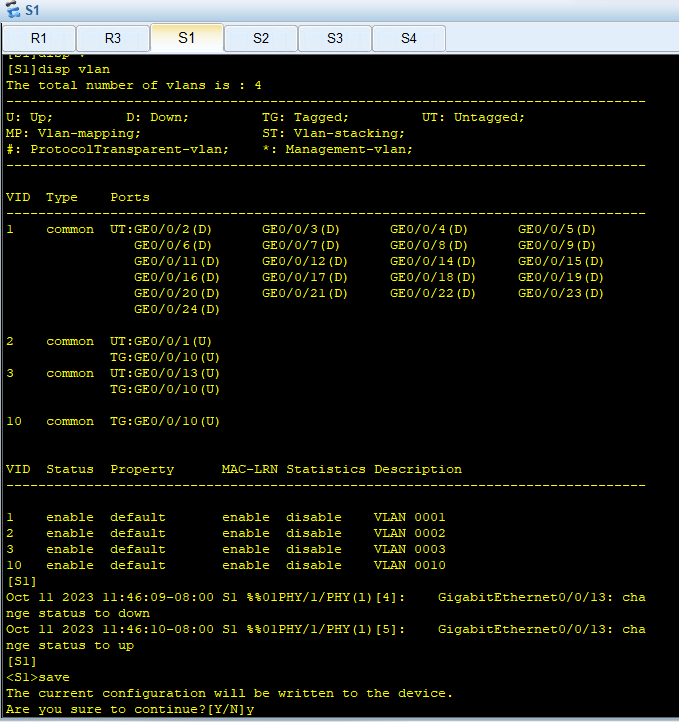 S1
R1 R3 S1 S2 S3 S4
[S1]disp vlan
The total number of vlans is : 4
--------------------------------------------------------------------------------
U: Up; D: Down; TG: Tagged; UT: Untagged;
MP: Vlan-mapping; ST: Vlan-stacking;
#: ProtocolTransparent-vlan; *: Management-vlan;
--------------------------------------------------------------------------------
VID Type Ports
--------------------------------------------------------------------------------
1 common UT:GE0/0/2(D) GE0/0/3(D) GE0/0/4(D) GE0/0/5(D)
GE0/0/6(D) GE0/0/7(D) GE0/0/8(D) GE0/0/9(D)
GE0/0/11(D) GE0/0/12(D) GE0/0/14(D) GE0/0/15(D)
GE0/0/16(D) GE0/0/17(D) GE0/0/18(D) GE0/0/19(D)
GE0/0/20(D) GE0/0/21(D) GE0/0/22(D) GE0/0/23(D)
GE0/0/24(D)
2 common UT:GE0/0/1(U)
TG:GE0/0/10(U)
3 common UT:GE0/0/13(U)
TG:GE0/0/10(U)
10 common TG:GE0/0/10(U)
VID Status Property MAC-LRN Statistics Description
--------------------------------------------------------------------------------
1 enable default enable disable VLAN 0001
2 enable default enable disable VLAN 0002
3 enable default enable disable VLAN 0003
10 enable default enable disable VLAN 0010
[S1]
Oct 11 2023 11:46:09-08:00 S1 %%01PHY/1/PHY(l)[4]: GigabitEthernet0/0/13: cha
nge status to down
Oct 11 2023 11:46:10-08:00 S1 %%01PHY/1/PHY(l)[5]: GigabitEthernet0/0/13: cha
nge status to up
[S1]
<S1>save
The current configuration will be written to the device.
Are you sure to continue?[Y/N]y